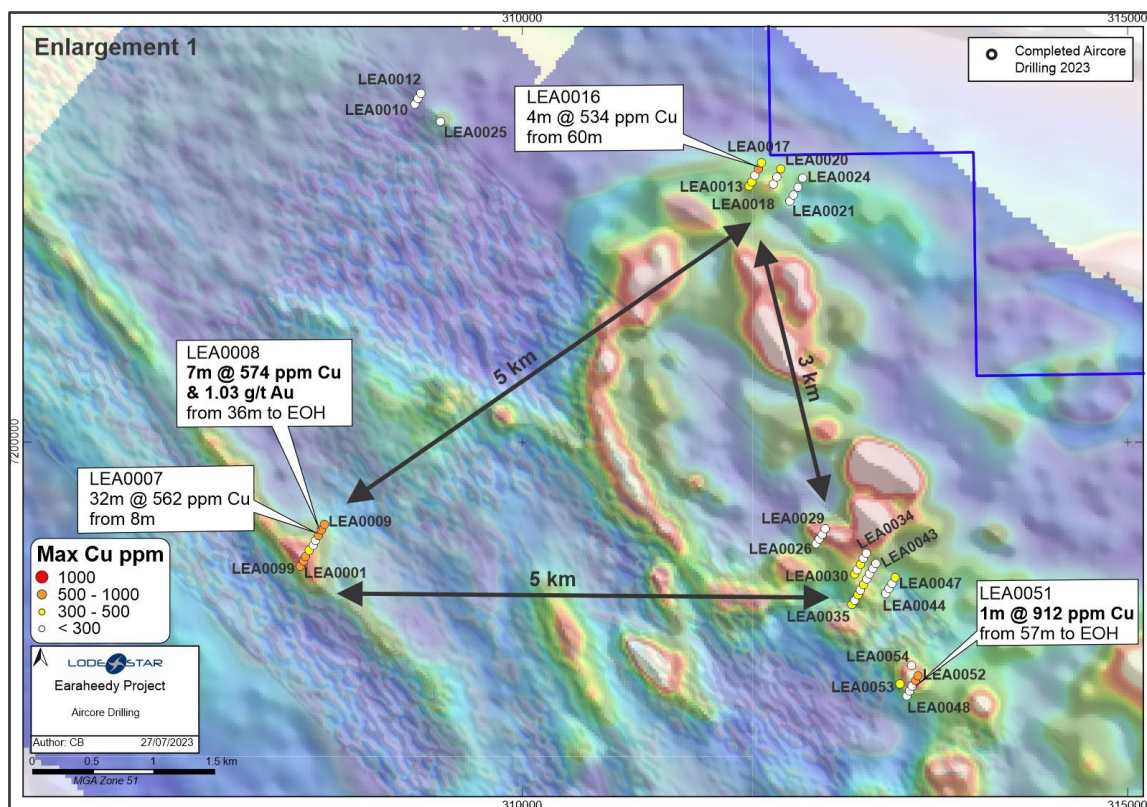 310000
315000
Enlargement 1
Completed Aircore
Drilling 2023
LEA0012
LEA0010
LEA0025
LEA0016
4m @ 534 ppm Cu
from 60m
LEA0017
LEA0020
LEA0024
LEA0013
LEA0018
LEA0021
5 km
3 km
LEA0008
7m @ 574 ppm Cu
& 1.03 g/t Au
from 36m to EOH
7200000
LEA0007
32m @ 562 ppm Cu
from 8m
LEA0009
LEA0099
LEA0001
LEA0029
LEA0026
LEA0034
LEA0043
LEA0030
LEA0047
LEA0044
LEA0035
5 km
LEA0051
1m @ 912 ppm Cu
from 57m to EOH
LEA0054
LEA0052
LEA0053
LEA0048
Max Cu ppm
1000
500 - 1000
300 - 500
< 300
LODESTAR
Earaheedy Project
Aircore Drilling
Author: CB 27/07/2023
0 0.5 1 1.5 km
MGA Zone 51
310000
315000